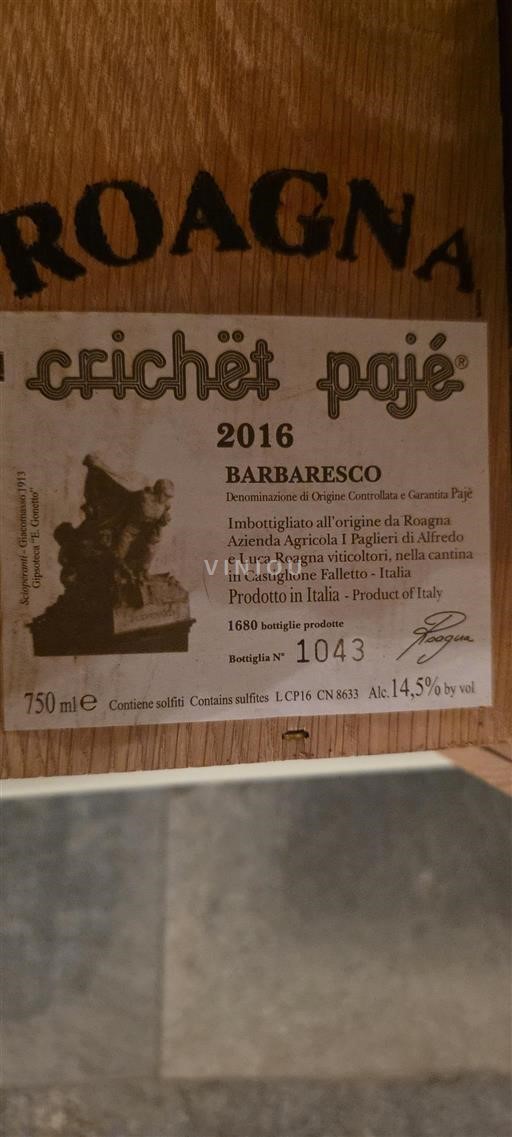 ROAGNA
crichët pajé®
2016
BARBARESCO
Denominazione di Origine Controllata e Garantita Pajè
Imbottigliato all'origine da Roagna
Azienda Agricola I Paglieri di Alfredo
e Luca Roagna viticoltori, nella cantina
in Castiglione Falletto - Italia
Prodotto in Italia - Product of Italy
1680 bottiglie prodotte
Bottiglia N° 1043
Roagna
Scioperanti - Giacomasso 1913
Gipsoteca "E. Gonetto"
750 ml e Contiene solfiti Contains sulfites L CP16 CN 8633 Alc. 14,5% by vol
VINIOU